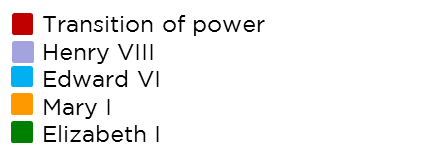 Transition of power
Henry VIII
Edward VI
Mary I
Elizabeth I